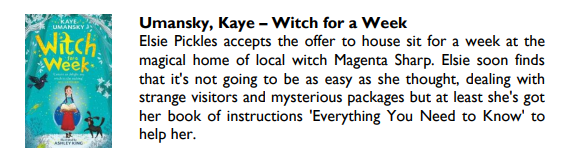 KAYE
UMANSKY
Witch
for a
Week
Illustrated by
ASHLEY KING
Umansky, Kaye – Witch for a Week
Elsie Pickles accepts the offer to house sit for a week at the
magical home of local witch Magenta Sharp. Elsie soon finds
that it's not going to be as easy as she thought, dealing with
strange visitors and mysterious packages but at least she's got
her book of instructions 'Everything You Need to Know' to
help her.